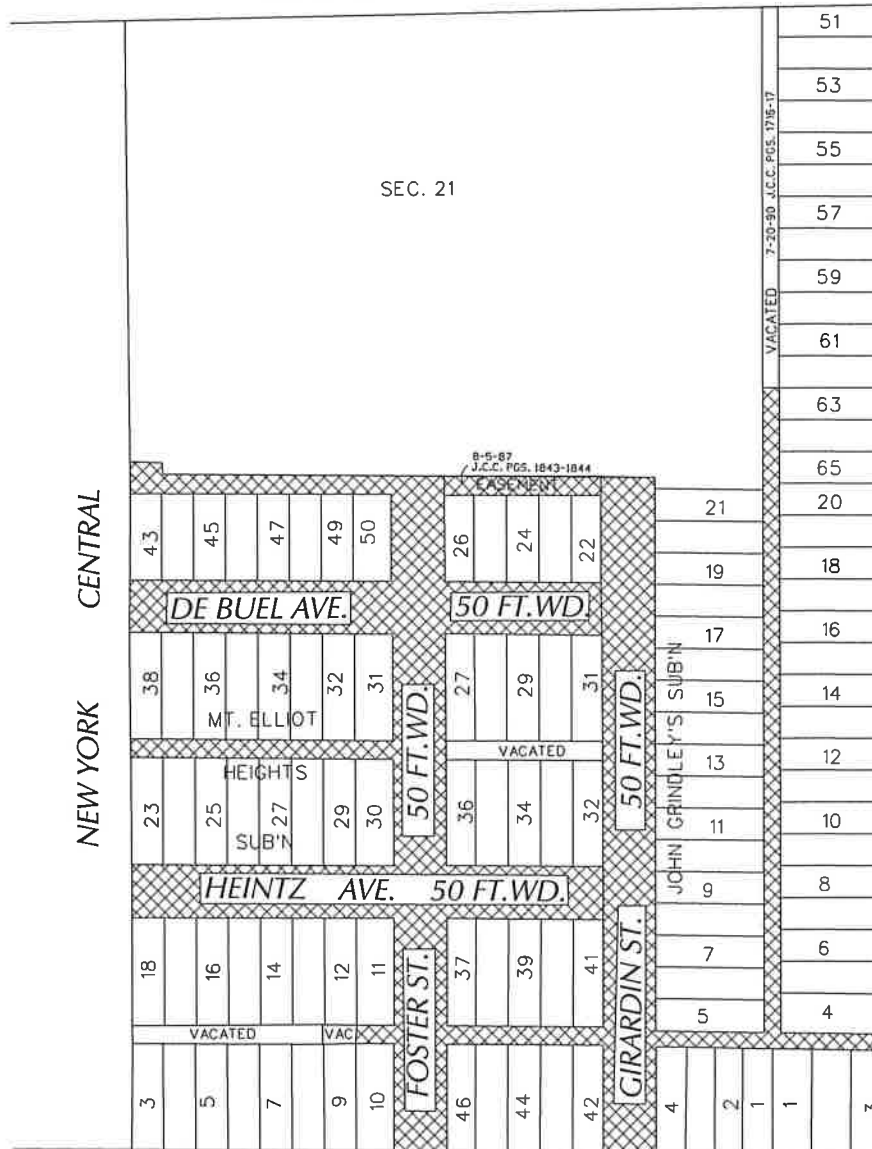 51
53
55
57
59
61
63
65
SEC. 21
VACATED 7-20-90 J.C.C. PGS. 1716-17
8-5-87
J.C.C. PGS. 1843-1844
EASEMENT
NEW YORK CENTRAL
43 45 47 49 50 26 24 22
21 20
19 18
17 16
15 14
13 12
11 10
9 8
7 6
5 4
DE BUEL AVE. 50 FT.WD.
38 36 34 32 31 27 29 31
MT. ELLIOT
HEIGHTS
SUB'N
VACATED
50 FT.WD.
50 FT.WD.
JOHN GRINDLEY'S SUB'N
23 25 27 29 30 36 34 32
HEINTZ AVE. 50 FT.WD.
18 16 14 12 11 37 39 41
FOSTER ST.
GIRARDIN ST.
VACATED VAC
3 5 7 9 10 46 44 42 4 2 1 1 3